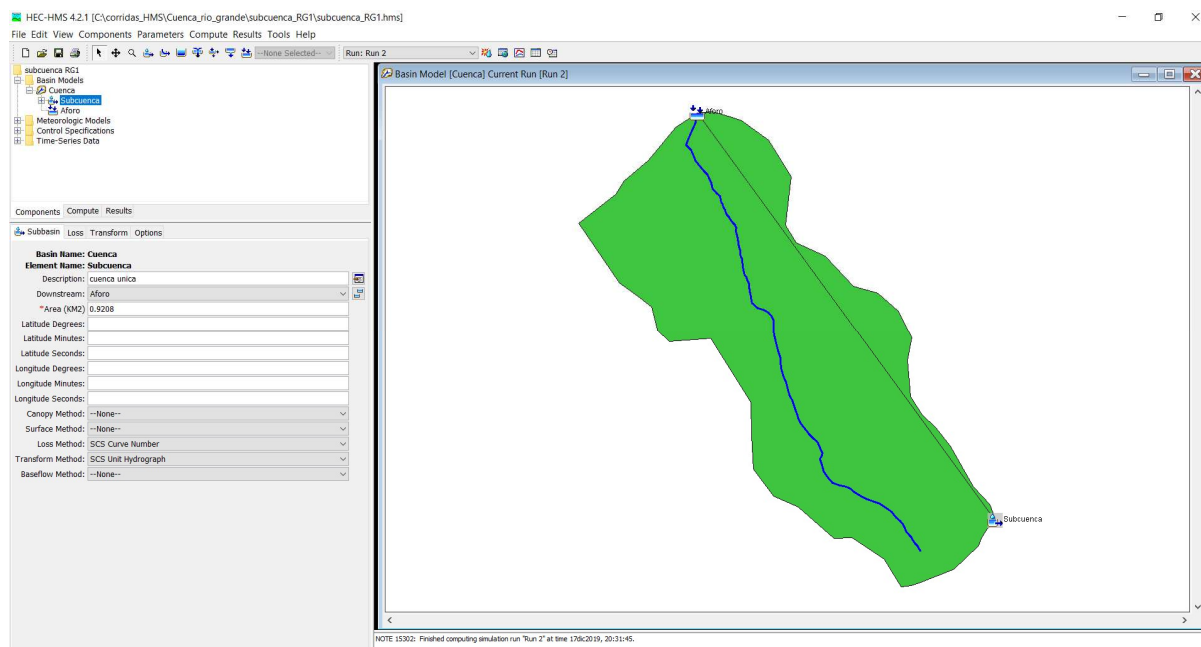 HEC-HMS 4.2.1 [C:\corridas_HMS\Cuenca_rio_grande\subcuenca_RG1\subcuenca_RG1.hms]
File Edit View Components Parameters Compute Results Tools Help
--None Selected-- Run: Run 2
subcuenca RG1
Basin Models
Cuenca
Subcuenca
Aforo
Meteorologic Models
Control Specifications
Time-Series Data
Components Compute Results
Subbasin Loss Transform Options
Basin Name: Cuenca
Element Name: Subcuenca
Description: cuenca unica
Downstream: Aforo
*Area (KM2) 0.9208
Latitude Degrees:
Latitude Minutes:
Latitude Seconds:
Longitude Degrees:
Longitude Minutes:
Longitude Seconds:
Canopy Method: --None--
Surface Method: --None--
Loss Method: SCS Curve Number
Transform Method: SCS Unit Hydrograph
Baseflow Method: --None--
Basin Model [Cuenca] Current Run [Run 2]
Aforo
Subcuenca
NOTE 15302: Finished computing simulation run "Run 2" at time 17dic2019, 20:31:45.